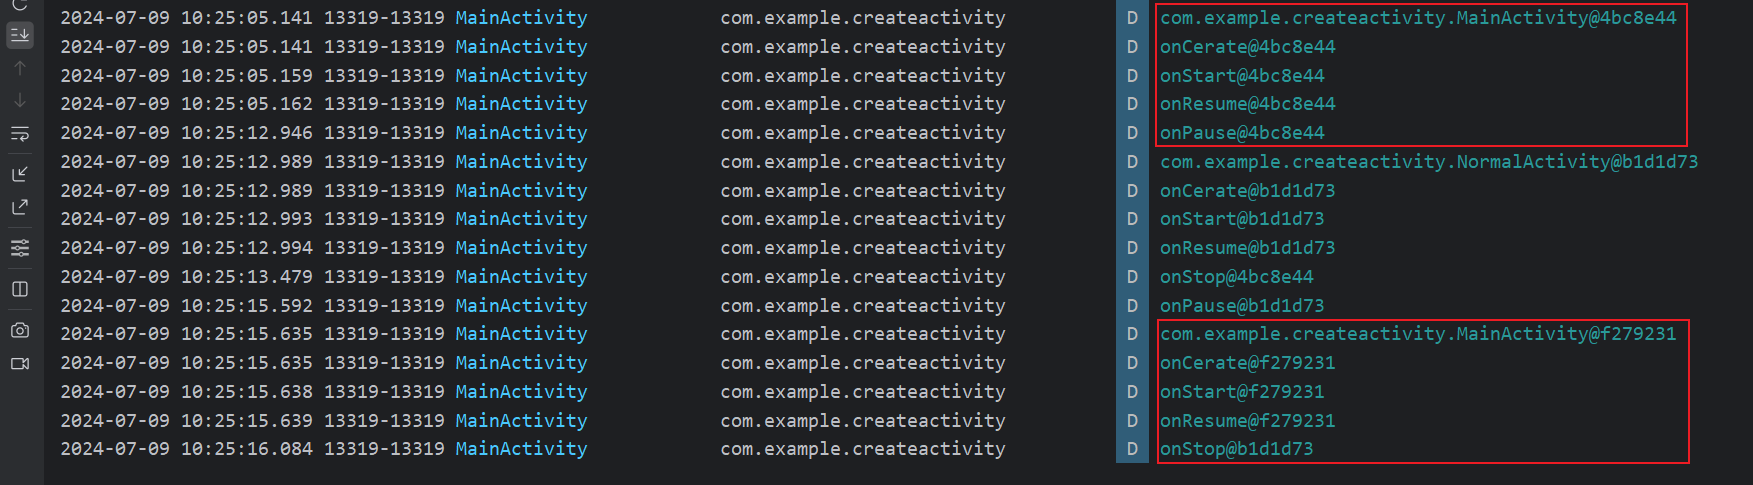 2024-07-09 10:25:05.141 13319-13319 MainActivity com.example.createactivity D com.example.createactivity.MainActivity@4bc8e44
2024-07-09 10:25:05.141 13319-13319 MainActivity com.example.createactivity D onCerate@4bc8e44
2024-07-09 10:25:05.159 13319-13319 MainActivity com.example.createactivity D onStart@4bc8e44
2024-07-09 10:25:05.162 13319-13319 MainActivity com.example.createactivity D onResume@4bc8e44
2024-07-09 10:25:12.946 13319-13319 MainActivity com.example.createactivity D onPause@4bc8e44
2024-07-09 10:25:12.989 13319-13319 MainActivity com.example.createactivity D com.example.createactivity.NormalActivity@b1d1d73
2024-07-09 10:25:12.989 13319-13319 MainActivity com.example.createactivity D onCerate@b1d1d73
2024-07-09 10:25:12.993 13319-13319 MainActivity com.example.createactivity D onStart@b1d1d73
2024-07-09 10:25:12.994 13319-13319 MainActivity com.example.createactivity D onResume@b1d1d73
2024-07-09 10:25:13.479 13319-13319 MainActivity com.example.createactivity D onStop@4bc8e44
2024-07-09 10:25:15.592 13319-13319 MainActivity com.example.createactivity D onPause@b1d1d73
2024-07-09 10:25:15.635 13319-13319 MainActivity com.example.createactivity D com.example.createactivity.MainActivity@f279231
2024-07-09 10:25:15.635 13319-13319 MainActivity com.example.createactivity D onCerate@f279231
2024-07-09 10:25:15.638 13319-13319 MainActivity com.example.createactivity D onStart@f279231
2024-07-09 10:25:15.639 13319-13319 MainActivity com.example.createactivity D onResume@f279231
2024-07-09 10:25:16.084 13319-13319 MainActivity com.example.createactivity D onStop@b1d1d73